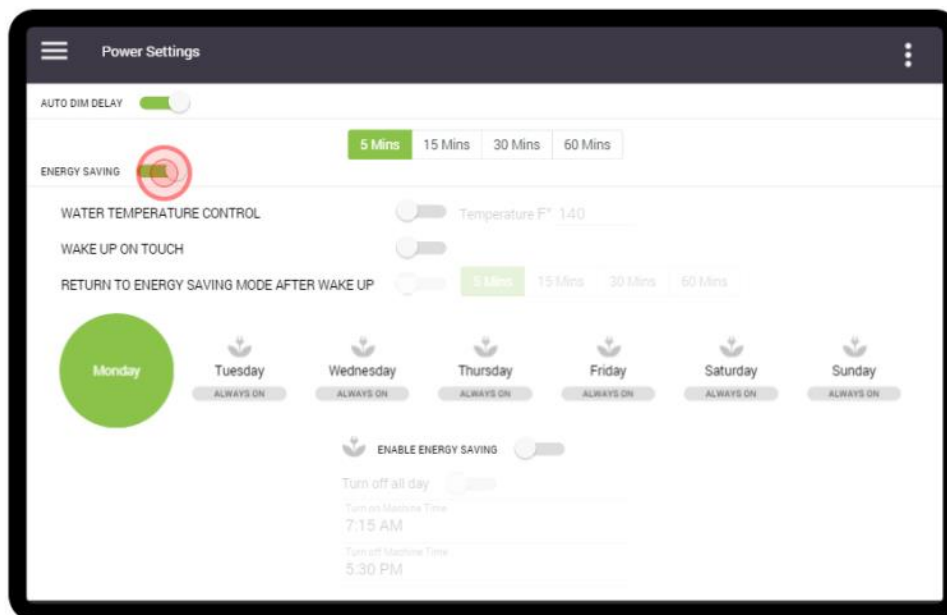 Power Settings
AUTO DIM DELAY
5 Mins 15 Mins 30 Mins 60 Mins
ENERGY SAVING
WATER TEMPERATURE CONTROL Temperature F° 140
WAKE UP ON TOUCH
RETURN TO ENERGY SAVING MODE AFTER WAKE UP 5 Mins 15 Mins 30 Mins 60 Mins
Monday Tuesday Wednesday Thursday Friday Saturday Sunday
ALWAYS ON ALWAYS ON ALWAYS ON ALWAYS ON ALWAYS ON ALWAYS ON
ENABLE ENERGY SAVING
Turn off all day
Turn on Machine Time
7:15 AM
Turn off Machine Time
5:30 PM